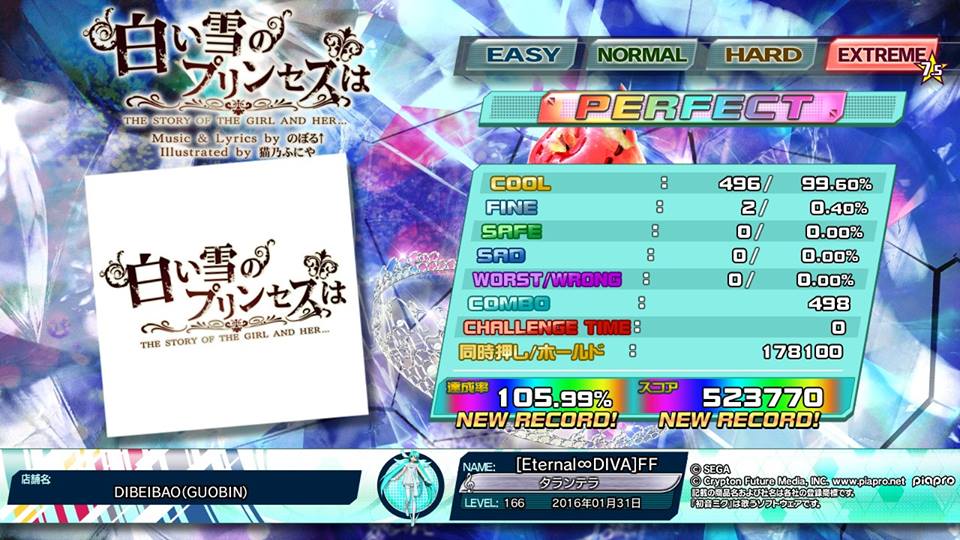 白い雪の
プリンセスは
THE STORY OF THE GIRL AND HER...
Music & Lyrics by のぼる↑
Illustrated by 猫乃ふにゃ
EASY NORMAL HARD EXTREME 7.5
PERFECT
白い雪の
プリンセスは
THE STORY OF THE GIRL AND HER...
COOL : 496/ 99.60%
FINE : 2/ 0.40%
SAFE : 0/ 0.00%
SAD : 0/ 0.00%
WORST/WRONG : 0/ 0.00%
COMBO : 498
CHALLENGE TIME : 0
同時押し/ホールド : 178100
達成率 105.99% スコア 523770
NEW RECORD! NEW RECORD!
店舗名
DIBEIBAO(GUOBIN)
NAME: [Eternal∞DIVA]FF
タランテラ
LEVEL: 166 2016年01月31日
© SEGA
© Crypton Future Media, INC. www.piapro.net piapro
記載の商品名および社名は各社の登録商標です。
「初音ミク」は歌うソフトウェアです。